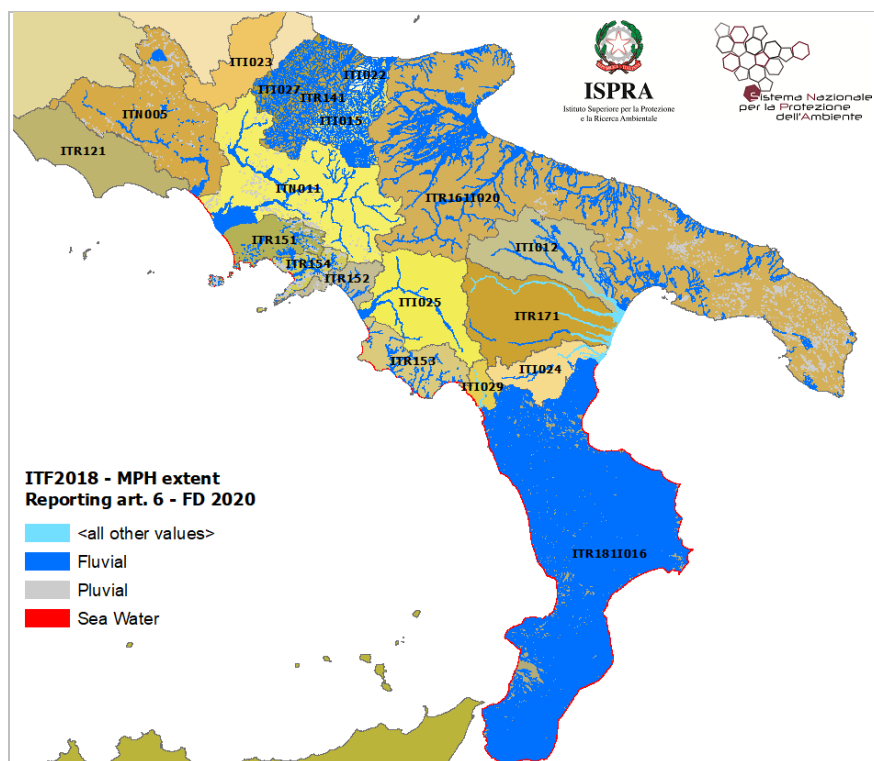 ISPRA
Istituto Superiore per la Protezione
e la Ricerca Ambientale
Sistema Nazionale
per la Protezione
dell'Ambiente
ITI023
ITI022
ITI027
ITR141
ITN005
ITI015
ITR121
ITN011
ITR161I020
ITR151
ITI012
ITR154
ITR152
ITI025
ITR171
ITR153
ITI024
ITI029
ITF2018 - MPH extent
Reporting art. 6 - FD 2020
<all other values>
Fluvial
Pluvial
Sea Water
ITR181I016